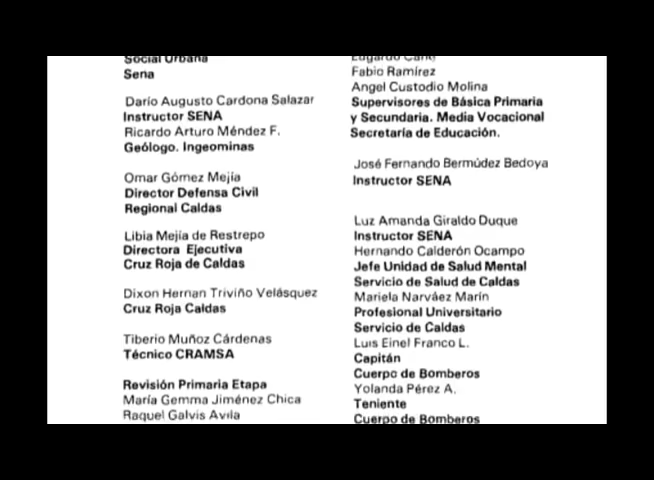 Social Urbana
Sena
Darío Augusto Cardona Salazar
Instructor SENA
Ricardo Arturo Méndez F.
Geólogo. Ingeominas
Omar Gómez Mejía
Director Defensa Civil
Regional Caldas
Libia Mejía de Restrepo
Directora Ejecutiva
Cruz Roja de Caldas
Dixon Hernan Triviño Velásquez
Cruz Roja Caldas
Tiberio Muñoz Cárdenas
Técnico CRAMSA
Revisión Primaria Etapa
María Gemma Jiménez Chica
Raquel Galvis Avila
Edgardo
Fabio Ramírez
Angel Custodio Molina
Supervisores de Básica Primaria
y Secundaria. Media Vocacional
Secretaría de Educación.
José Fernando Bermúdez Bedoya
Instructor SENA
Luz Amanda Giraldo Duque
Instructor SENA
Hernando Calderón Ocampo
Jefe Unidad de Salud Mental
Servicio de Salud de Caldas
Mariela Narváez Marín
Profesional Universitario
Servicio de Caldas
Luis Einel Franco L.
Capitán
Cuerpo de Bomberos
Yolanda Pérez A.
Teniente
Cuerpo de Bomberos